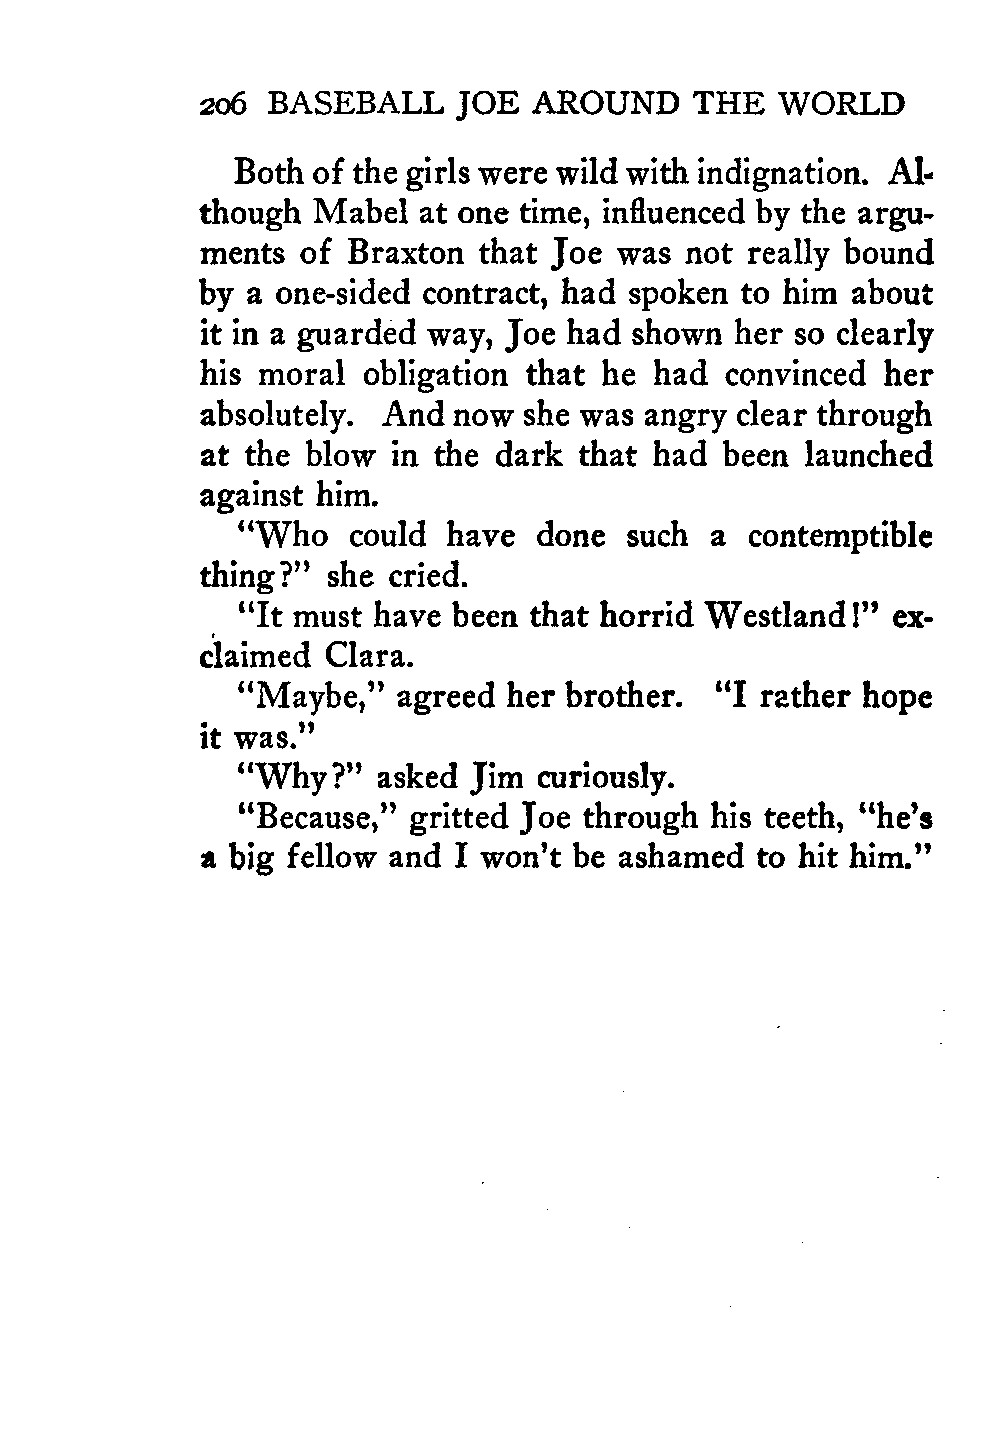 206 BASEBALL JOE AROUND THE WORLD
Both of the girls were wild with indignation. Al-
though Mabel at one time, influenced by the argu-
ments of Braxton that Joe was not really bound
by a one-sided contract, had spoken to him about
it in a guarded way, Joe had shown her so clearly
his moral obligation that he had convinced her
absolutely. And now she was angry clear through
at the blow in the dark that had been launched
against him.
"Who could have done such a contemptible
thing?" she cried.
"It must have been that horrid Westland!" ex-
claimed Clara.
"Maybe," agreed her brother. "I rather hope
it was."
"Why?" asked Jim curiously.
"Because," gritted Joe through his teeth, "he's
a big fellow and I won't be ashamed to hit him."